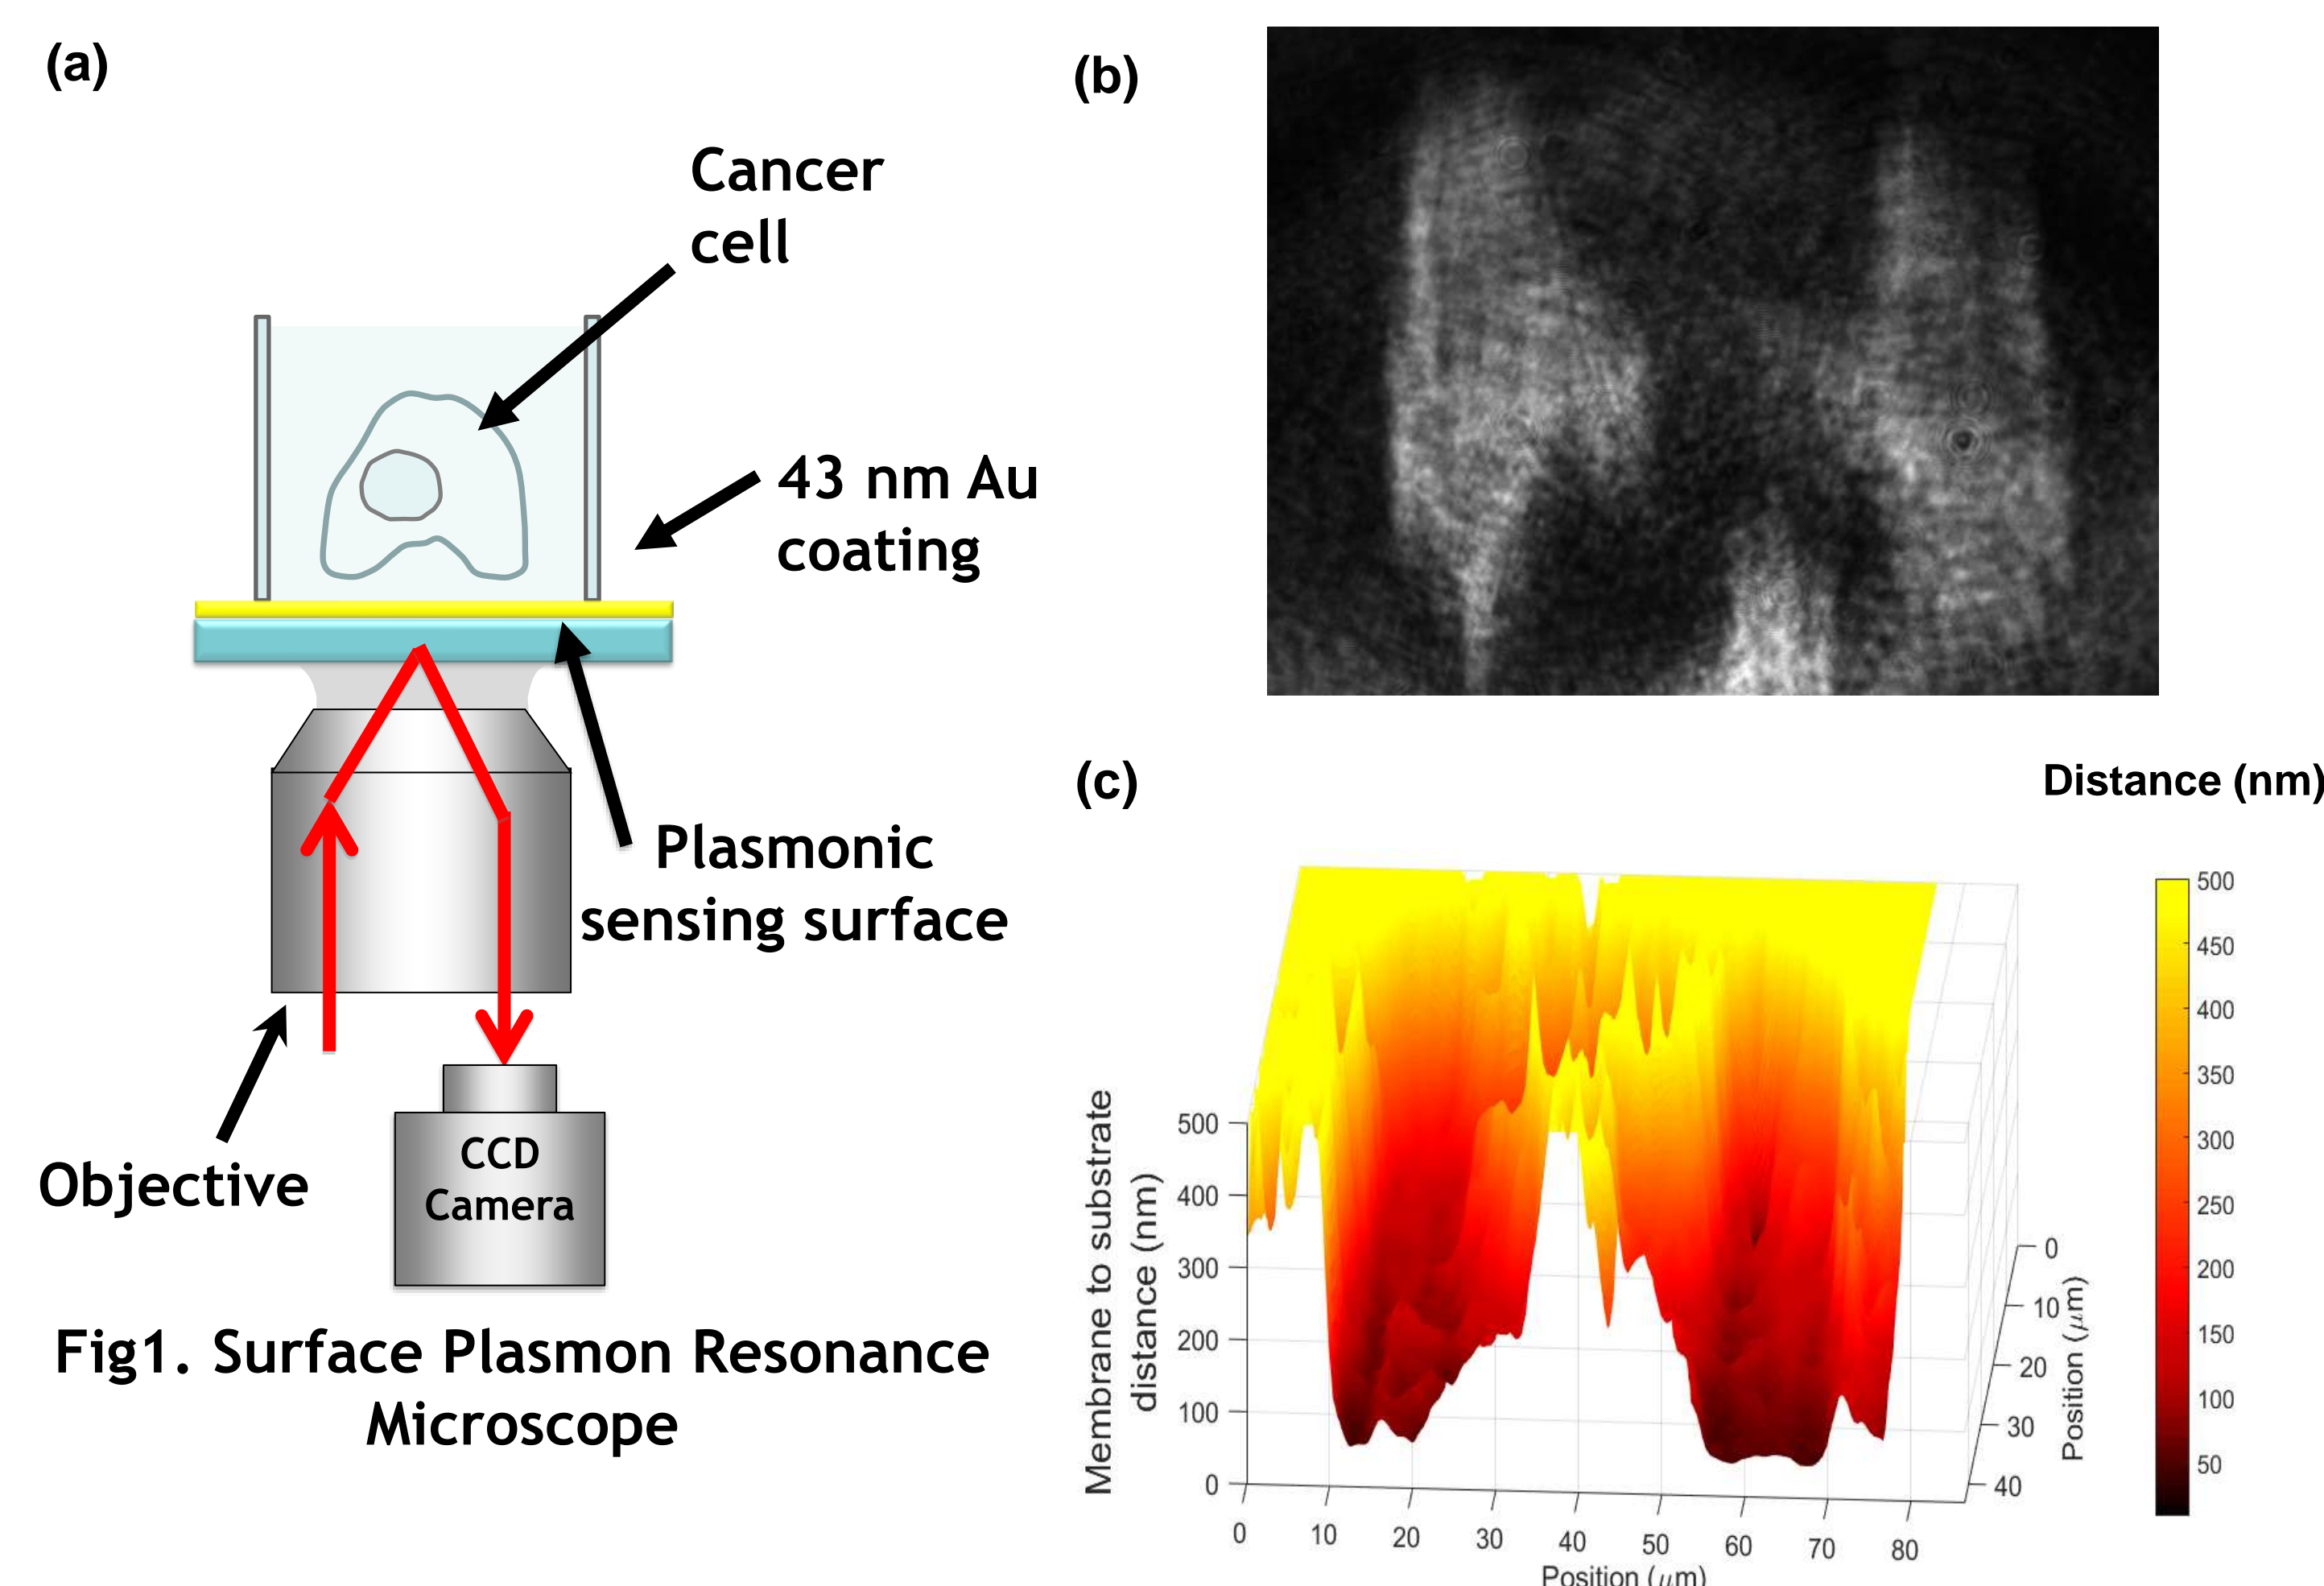 (a)
Cancer
cell
43 nm Au
coating
Plasmonic
sensing surface
Objective
CCD
Camera
Fig1. Surface Plasmon Resonance
Microscope
(b)
(c)
Distance (nm)
500
450
400
350
300
250
200
150
100
50
Membrane to substrate
distance (nm)
500
400
300
200
100
0
0
10
20
30
40
50
60
70
80
Position (μm)
0
10
20
30
40
Position (μm)